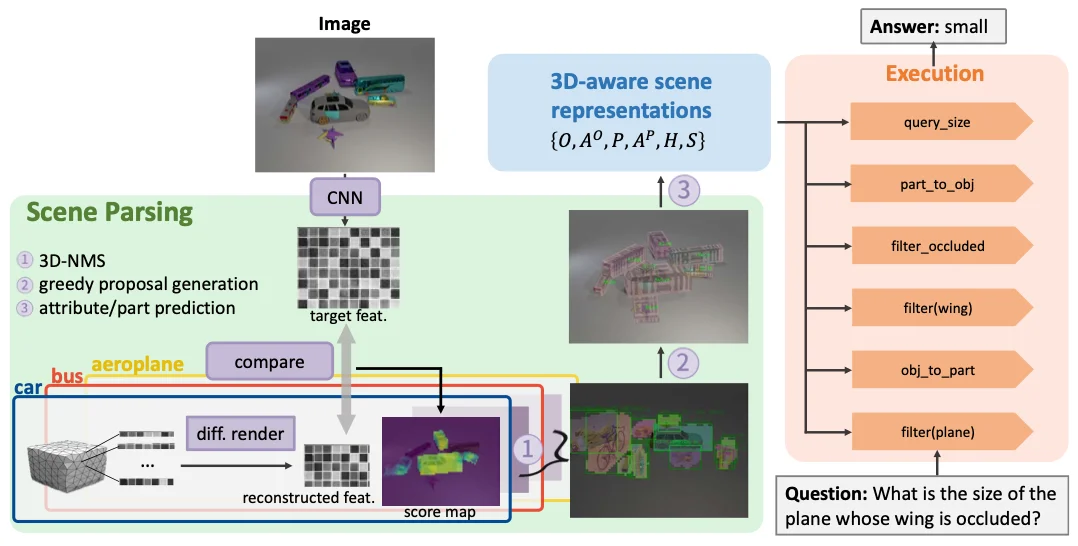 Image
CNN
Scene Parsing
1 3D-NMS
2 greedy proposal generation
3 attribute/part prediction
target feat.
compare
aeroplane
bus
car
diff. render
...
reconstructed feat.
score map
1
2
3
3D-aware scene
representations
{O, A^O, P, A^P, H, S}
Answer: small
Execution
query_size
part_to_obj
filter_occluded
filter(wing)
obj_to_part
filter(plane)
Question: What is the size of the
plane whose wing is occluded?